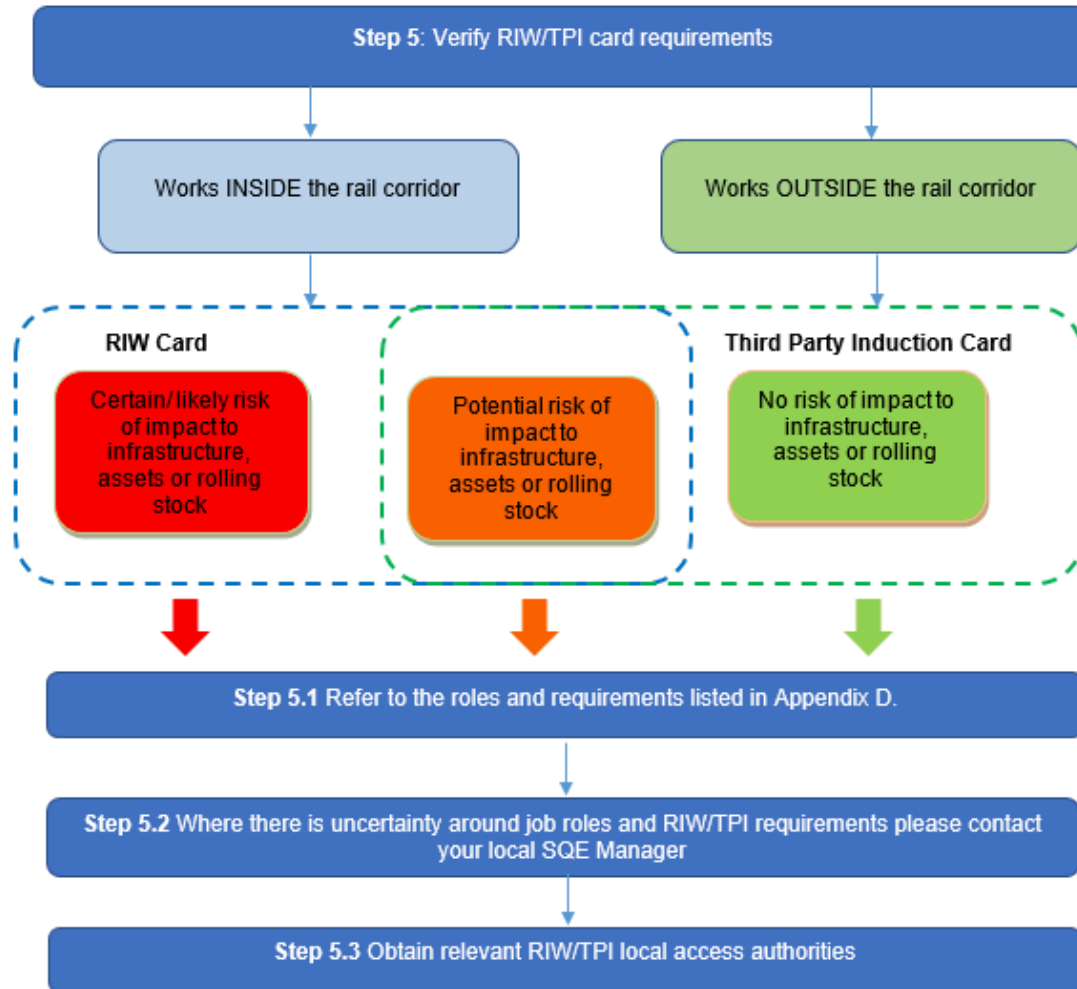 Step 5: Verify RIW/TPI card requirements
Works INSIDE the rail corridor
Works OUTSIDE the rail corridor
RIW Card
Third Party Induction Card
Certain/ likely risk
of impact to
infrastructure,
assets or rolling
stock
Potential risk of
impact to
infrastructure,
assets or rolling
stock
No risk of impact to
infrastructure,
assets or rolling
stock
Step 5.1 Refer to the roles and requirements listed in Appendix D.
Step 5.2 Where there is uncertainty around job roles and RIW/TPI requirements please contact
your local SQE Manager
Step 5.3 Obtain relevant RIW/TPI local access authorities